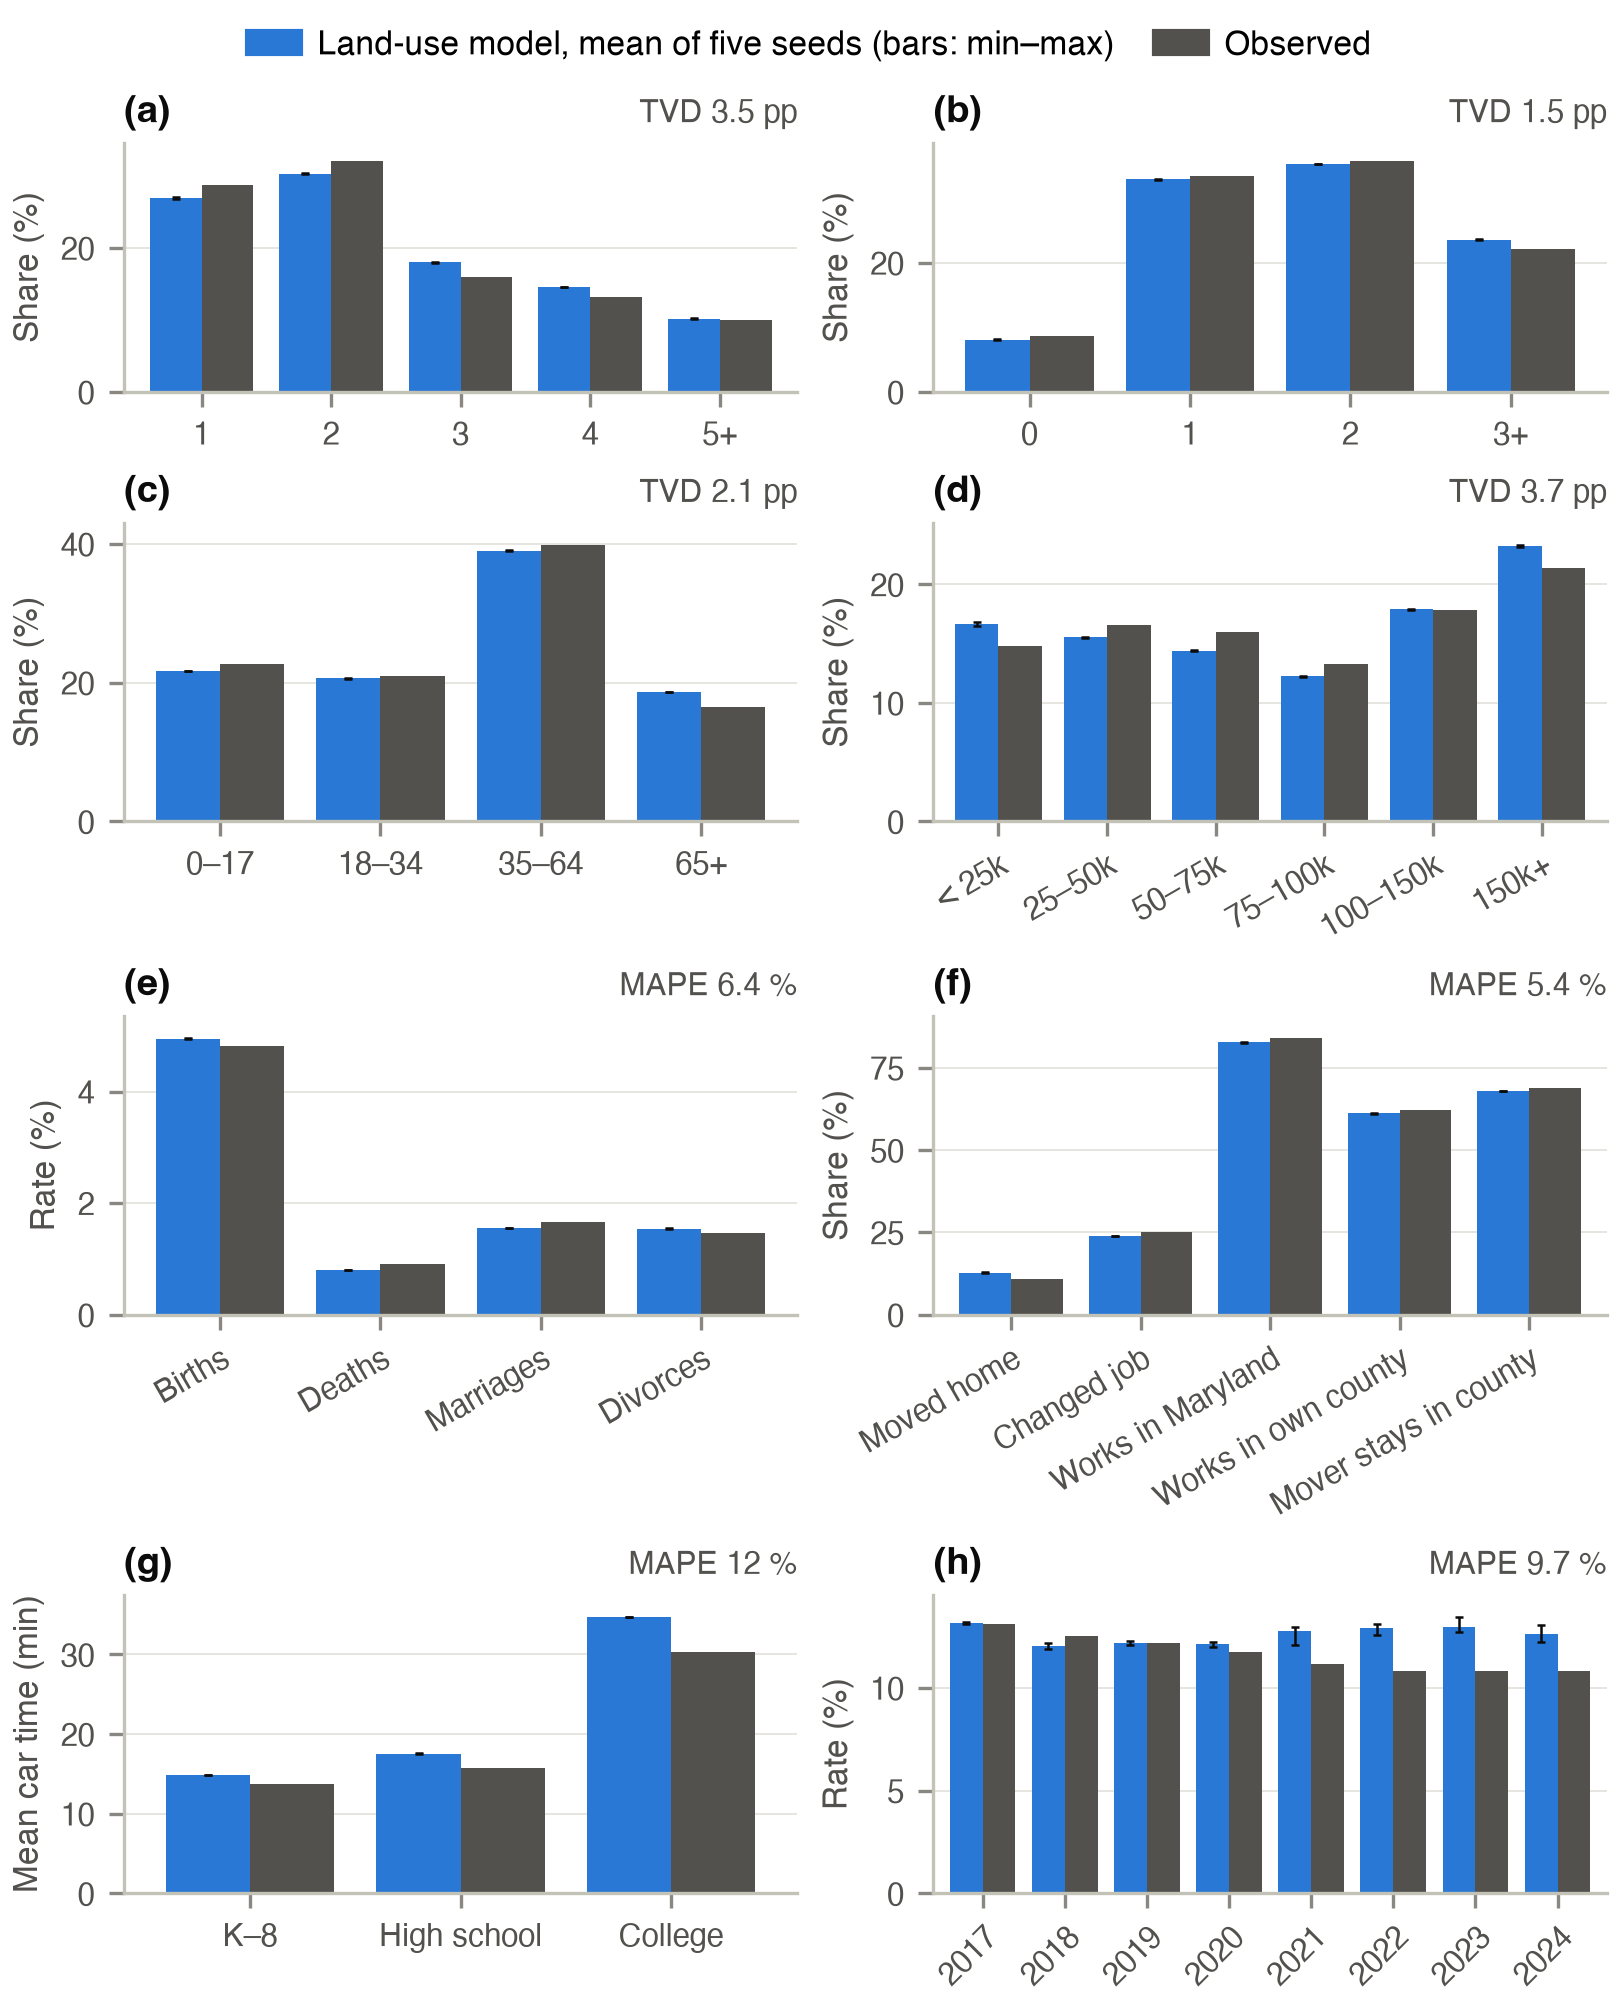 Land-use model, mean of five seeds (bars: min–max) Observed
(a) TVD 3.5 pp
Share (%)
20
0
1 2 3 4 5+
(b) TVD 1.5 pp
Share (%)
20
0
0 1 2 3+
(c) TVD 2.1 pp
Share (%)
40
20
0
0–17 18–34 35–64 65+
(d) TVD 3.7 pp
Share (%)
20
10
0
<25k 25–50k 50–75k 75–100k 100–150k 150k+
(e) MAPE 6.4 %
Rate (%)
4
2
0
Births Deaths Marriages Divorces
(f) MAPE 5.4 %
Share (%)
75
50
25
0
Moved home Changed job Works in Maryland Works in own county Mover stays in county
(g) MAPE 12 %
Mean car time (min)
30
20
10
0
K–8 High school College
(h) MAPE 9.7 %
Rate (%)
10
5
0
2017 2018 2019 2020 2021 2022 2023 2024